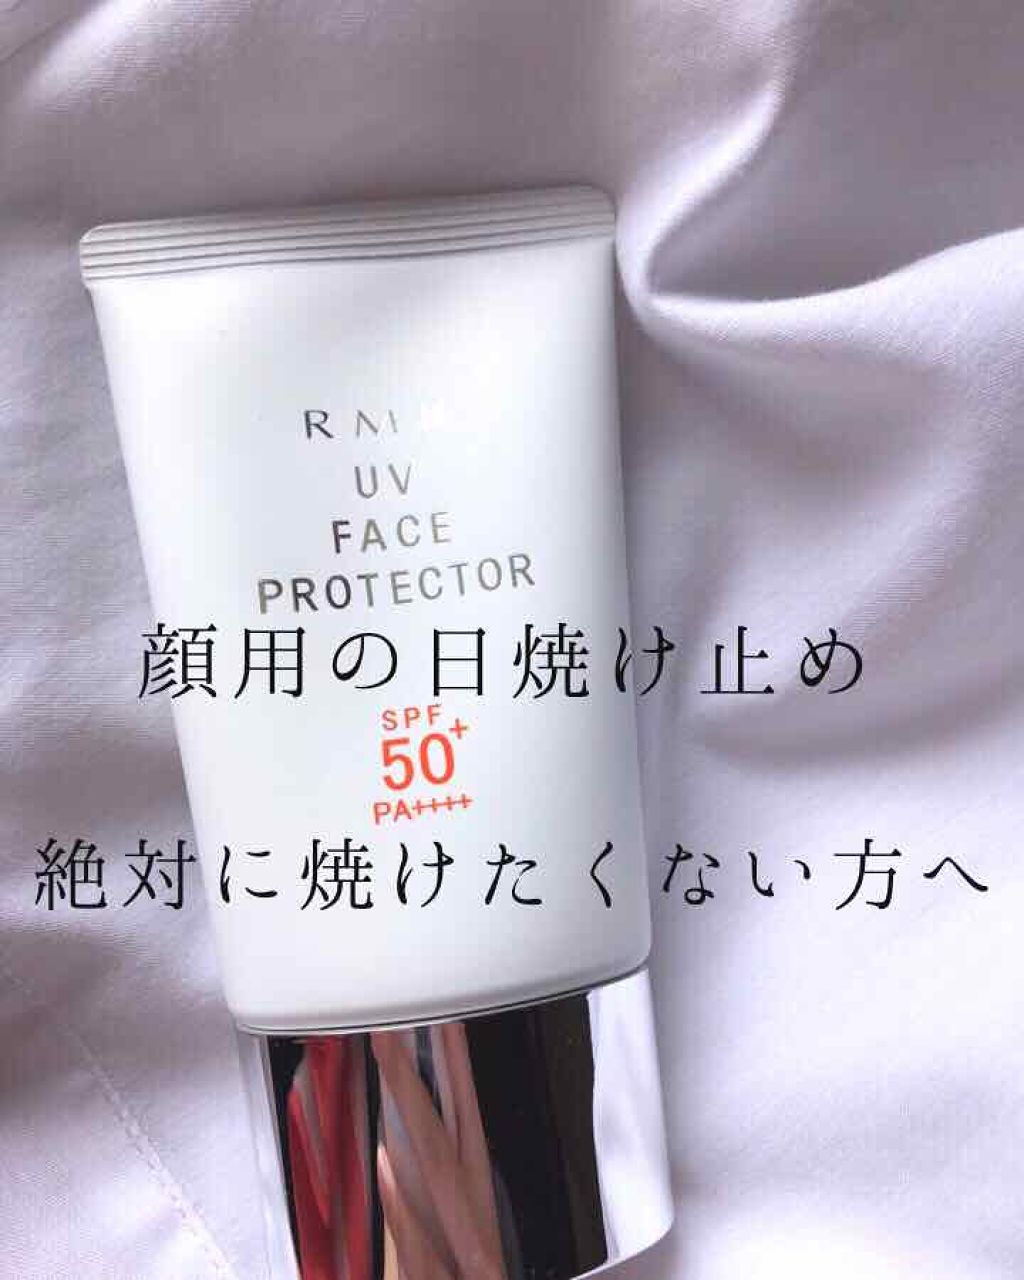 RM
UV
FACE
PROTECTOR
顔用の日焼け止め
SPF
50+
PA++++
絶対に焼けたくない方へ